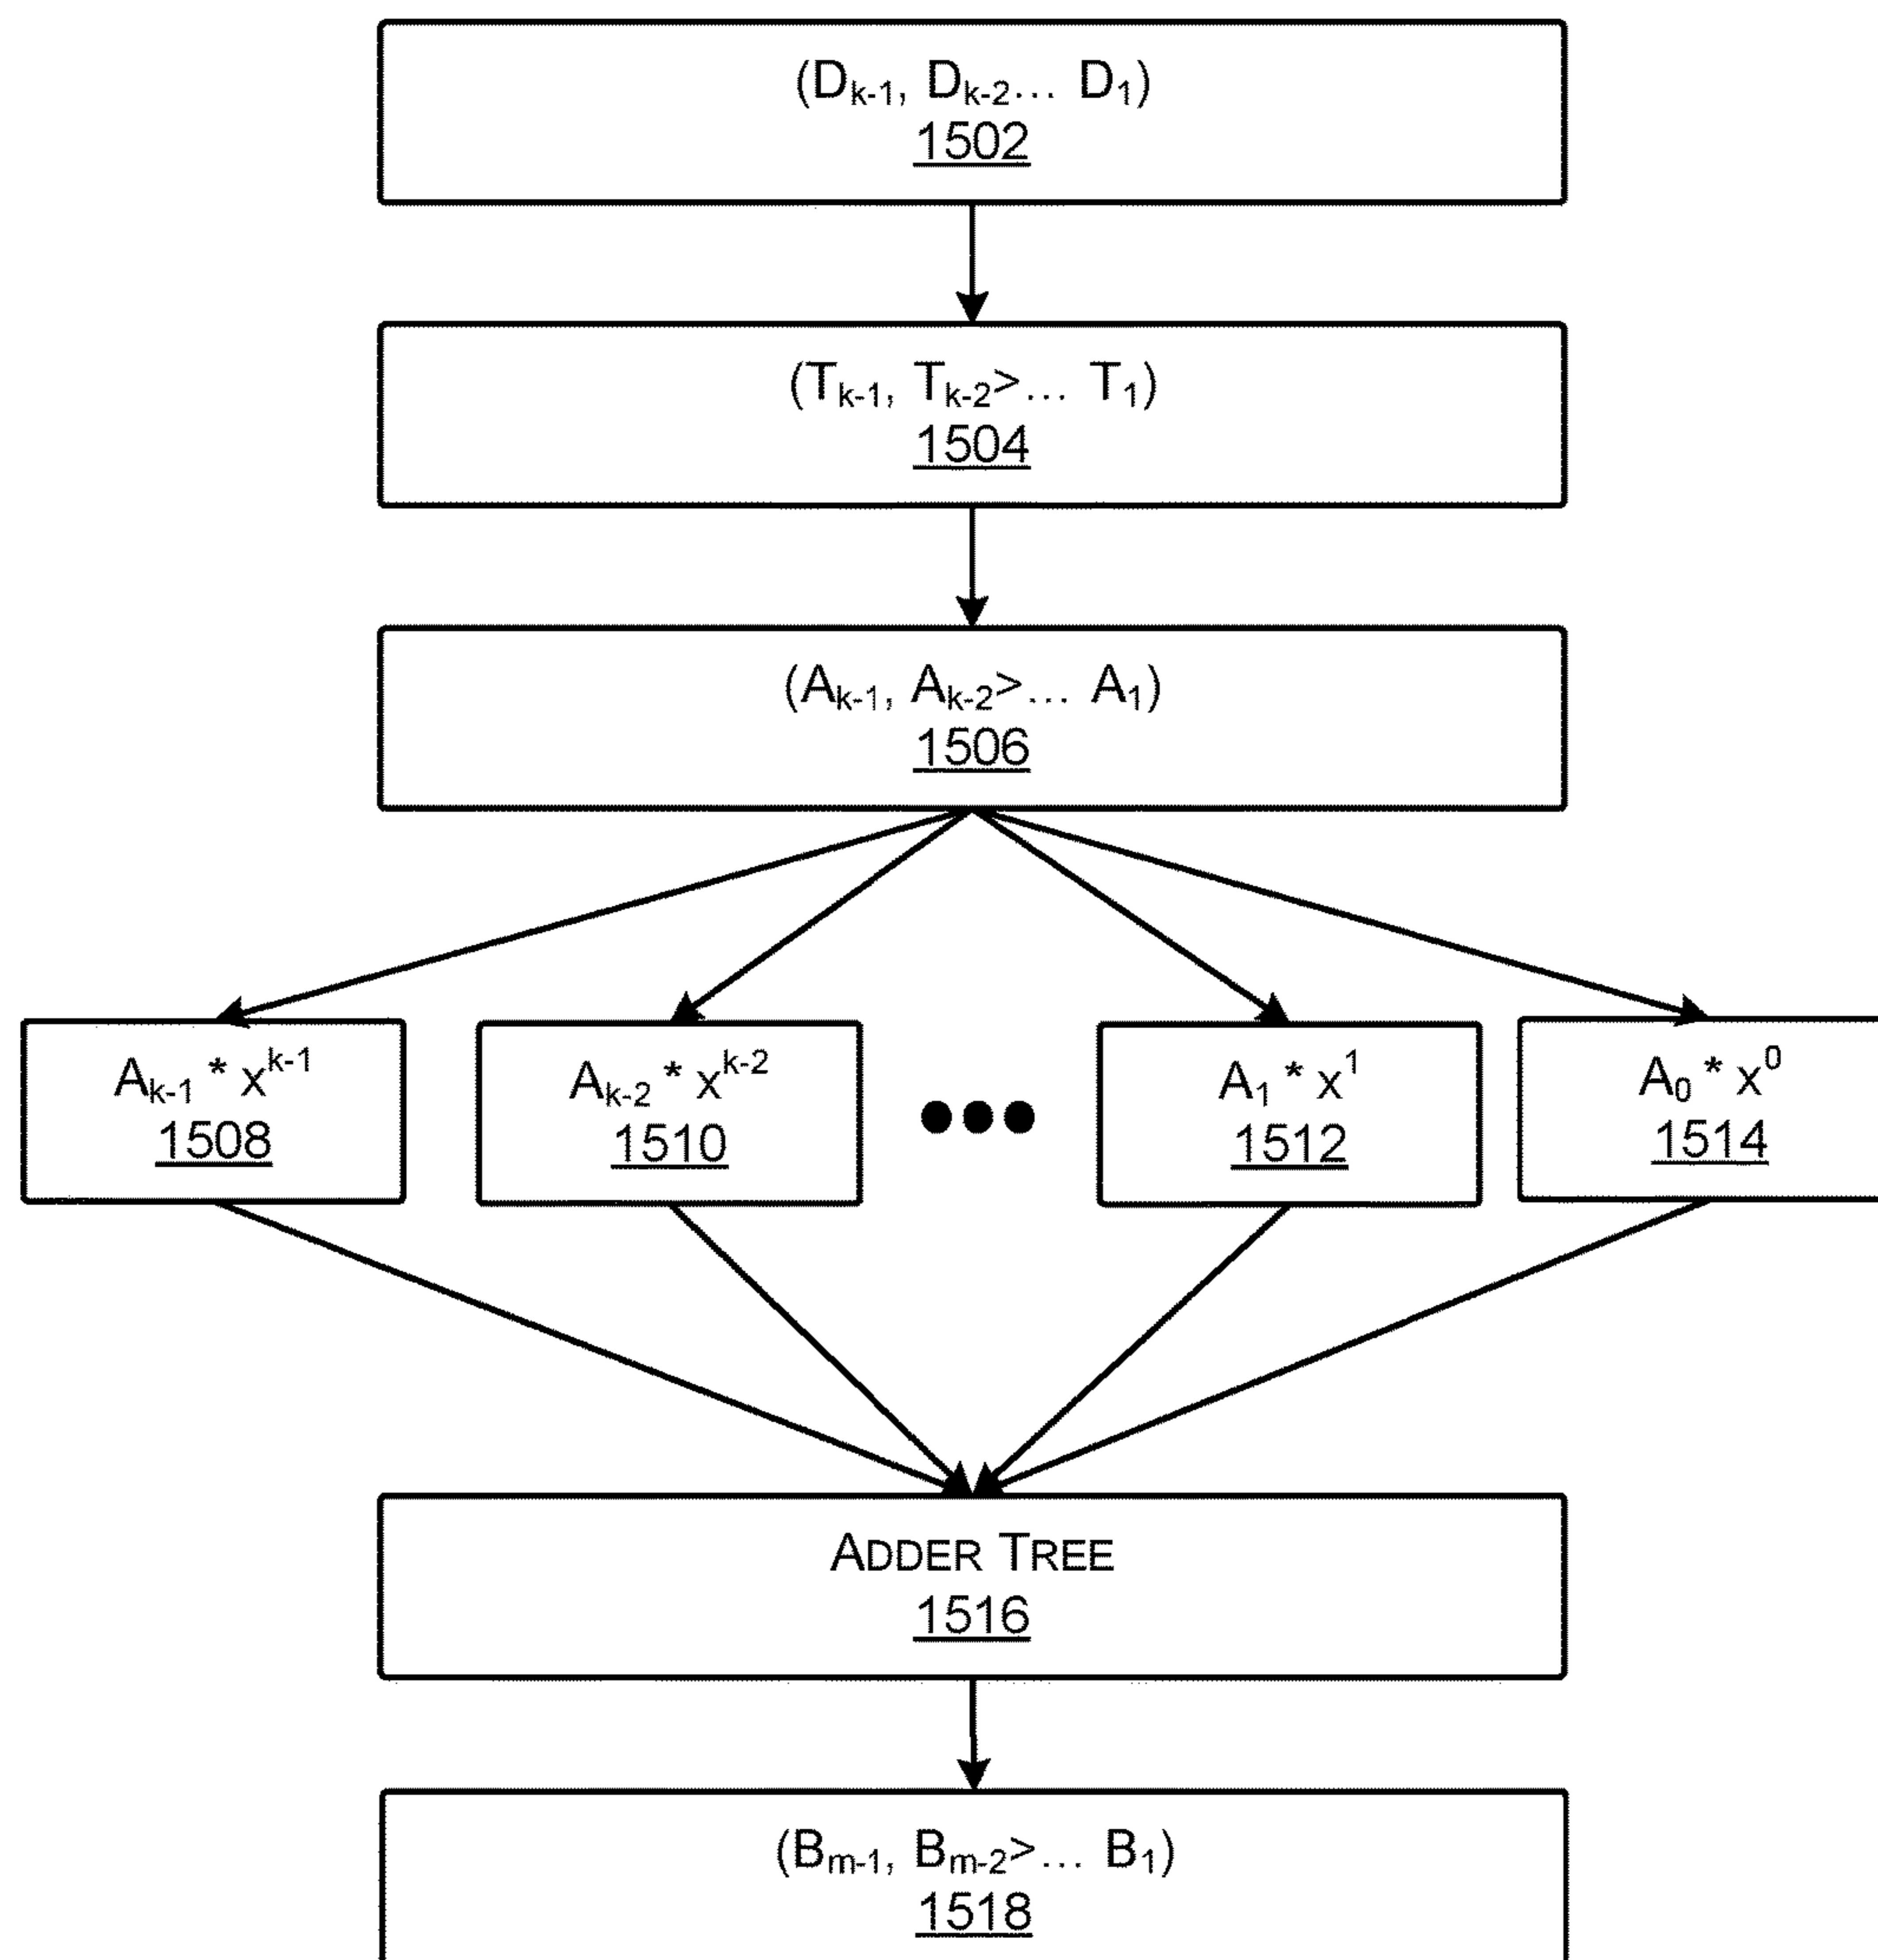 (Dₖ₋₁, Dₖ₋₂... D₁)
1502
(Tₖ₋₁, Tₖ₋₂>... T₁)
1504
(Aₖ₋₁, Aₖ₋₂>... A₁)
1506
Aₖ₋₁ * xᵏ⁻¹
1508
Aₖ₋₂ * xᵏ⁻²
1510
A₁ * x¹
1512
A₀ * x⁰
1514
ADDER TREE
1516
(Bₘ₋₁, Bₘ₋₂>... B₁)
1518